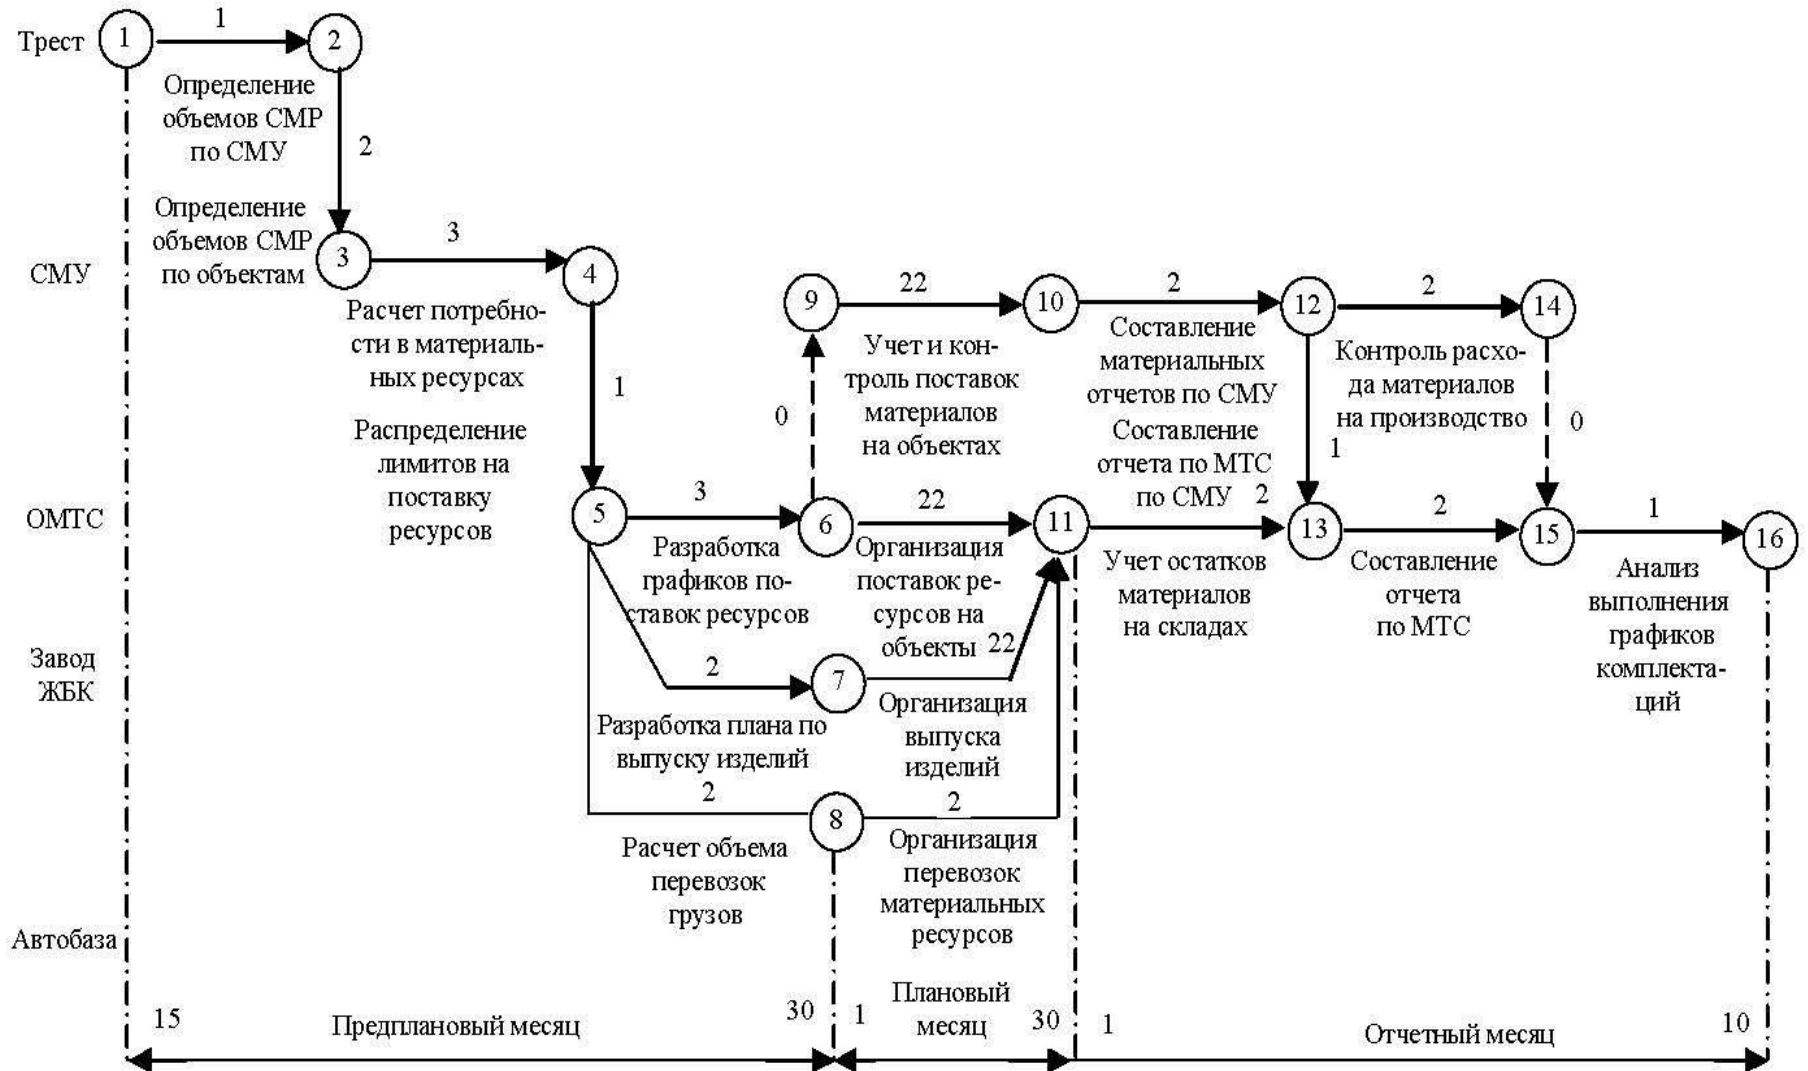 Трест
1
1
2
Определение
объемов СМР
по СМУ
2
Определение
объемов СМР
по объектам
СМУ
3
3
4
Расчет потребно-
сти в материаль-
ных ресурсах
1
Распределение
лимитов на
поставку
ресурсов
9
22
10
2
12
2
14
Учет и кон-
троль поставок
материалов
на объектах
0
Составление
материальных
отчетов по СМУ
Составление
отчета по МТС
по СМУ
1
Контроль расхо-
да материалов
на производство
0
ОМТС
5
3
6
22
11
2
13
2
15
1
16
Разработка
графиков по-
ставок ресурсов
Организация
поставок ре-
сурсов на
объекты
Учет остатков
материалов
на складах
Составление
отчета
по МТС
Анализ
выполнения
графиков
комплекта-
ций
Завод
ЖБК
2
7
22
Разработка плана по
выпуску изделий
Организация
выпуска
изделий
2
8
2
Расчет объема
перевозок
грузов
Организация
перевозок
материальных
ресурсов
Автобаза
15
Предплановый месяц
30
1
Плановый
месяц
30
1
Отчетный месяц
10